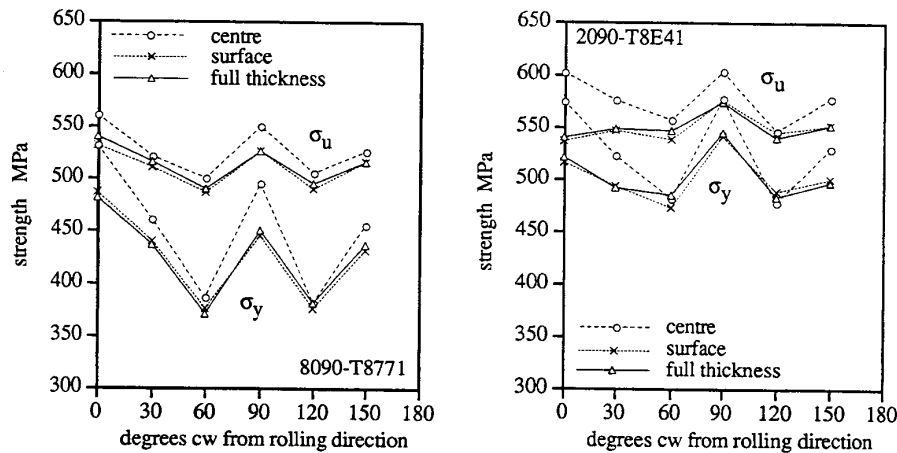 650
600
550
500
450
400
350
300
strength MPa
centre
surface
full thickness
σu
σy
8090-T8771
0 30 60 90 120 150 180
degrees cw from rolling direction
650
600
550
500
450
400
350
300
strength MPa
2090-T8E41
σu
σy
centre
surface
full thickness
0 30 60 90 120 150 180
degrees cw from rolling direction